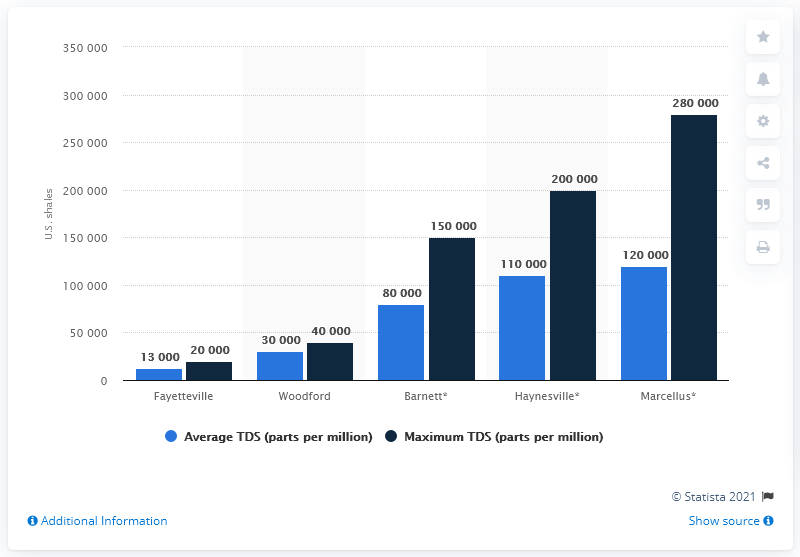 350 000
300 000
250 000
200 000
150 000
100 000
50 000
0
U.S. shales
13 000
20 000
30 000
40 000
80 000
150 000
110 000
200 000
120 000
280 000
Fayetteville
Woodford
Barnett*
Haynesville*
Marcellus*
Average TDS (parts per million)
Maximum TDS (parts per million)
© Statista 2021
Additional Information
Show source